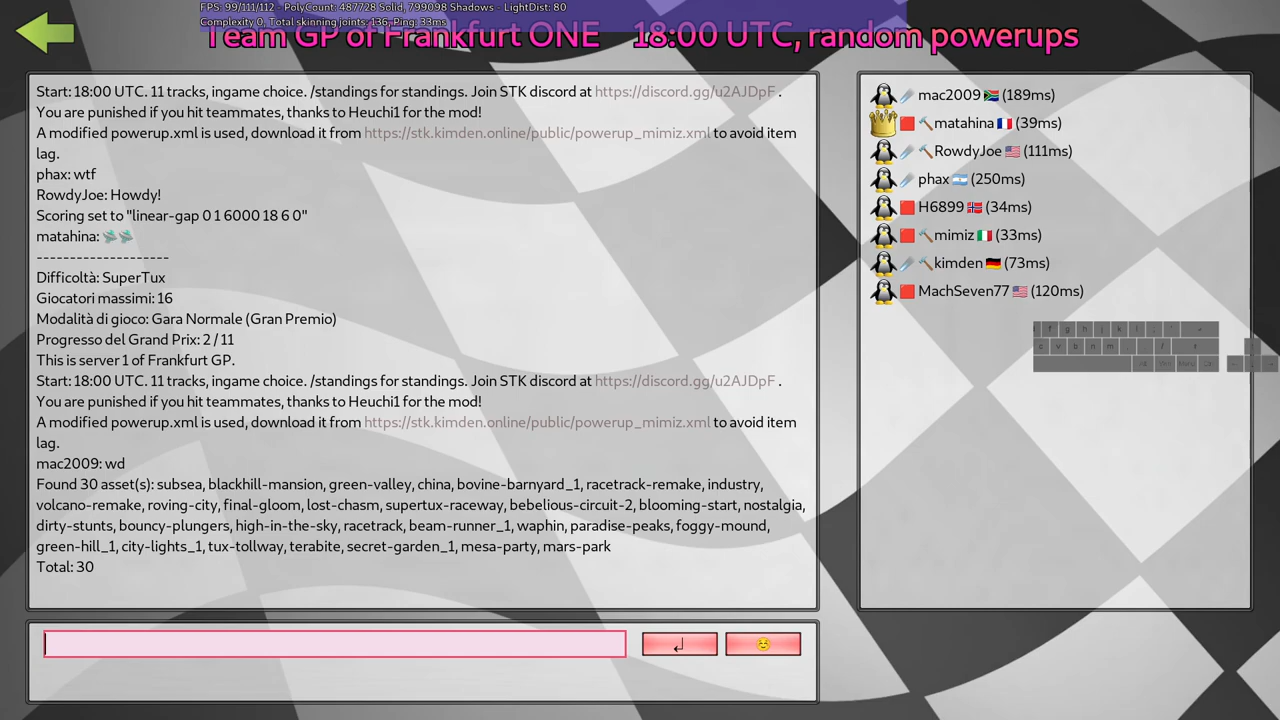 FPS: 99/111/112 - PolyCount: 487728 Solid, 799098 Shadows - LightDist: 80
Complexity 0, Total skinning joints: 136, Ping: 33ms
Team GP of Frankfurt ONE 18:00 UTC, random powerups
Start: 18:00 UTC. 11 tracks, ingame choice. /standings for standings. Join STK discord at https://discord.gg/u2AJDpF .
You are punished if you hit teammates, thanks to Heuchi1 for the mod!
A modified powerup.xml is used, download it from https://stk.kimden.online/public/powerup_mimiz.xml to avoid item
lag.
phax: wtf
RowdyJoe: Howdy!
Scoring set to "linear-gap 0 1 6000 18 6 0"
matahina: 🛸🛸
--------------------
Difficoltà: SuperTux
Giocatori massimi: 16
Modalità di gioco: Gara Normale (Gran Premio)
Progresso del Grand Prix: 2 / 11
This is server 1 of Frankfurt GP.
Start: 18:00 UTC. 11 tracks, ingame choice. /standings for standings. Join STK discord at https://discord.gg/u2AJDpF .
You are punished if you hit teammates, thanks to Heuchi1 for the mod!
A modified powerup.xml is used, download it from https://stk.kimden.online/public/powerup_mimiz.xml to avoid item
lag.
mac2009: wd
Found 30 asset(s): subsea, blackhill-mansion, green-valley, china, bovine-barnyard_1, racetrack-remake, industry,
volcano-remake, roving-city, final-gloom, lost-chasm, supertux-raceway, bebelious-circuit-2, blooming-start, nostalgia,
dirty-stunts, bouncy-plungers, high-in-the-sky, racetrack, beam-runner_1, waphin, paradise-peaks, foggy-mound,
green-hill_1, city-lights_1, tux-tollway, terabite, secret-garden_1, mesa-party, mars-park
Total: 30
mac2009 🇿🇦 (189ms)
matahina 🇫🇷 (39ms)
RowdyJoe 🇺🇸 (111ms)
phax 🇦🇷 (250ms)
H6899 🇳🇴 (34ms)
mimiz 🇮🇹 (33ms)
kimden 🇩🇪 (73ms)
MachSeven77 🇺🇸 (120ms)
f g h j k l ; '
c v b n m , . /